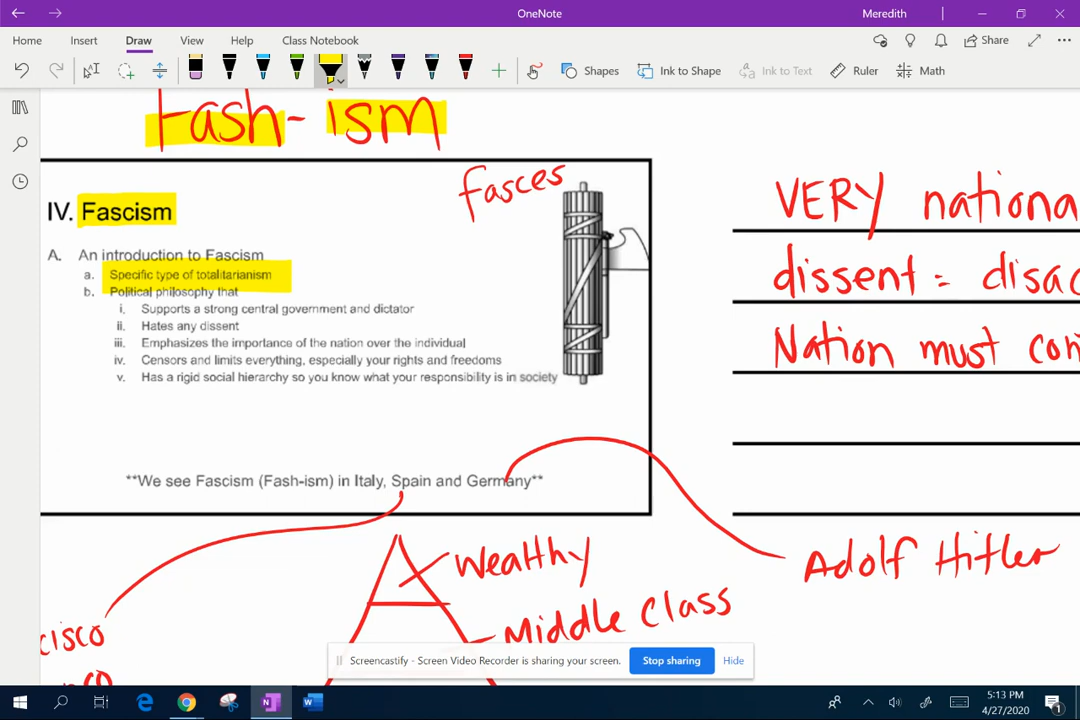 OneNote
Meredith
Home Insert Draw View Help Class Notebook
Share
Shapes Ink to Shape Ink to Text Ruler Math
Fash-ism
fasces
IV. Fascism
A. An introduction to Fascism
a. Specific type of totalitarianism
b. Political philosophy that
i. Supports a strong central government and dictator
ii. Hates any dissent
iii. Emphasizes the importance of the nation over the individual
iv. Censors and limits everything, especially your rights and freedoms
v. Has a rigid social hierarchy so you know what your responsibility is in society
**We see Fascism (Fash-ism) in Italy, Spain and Germany**
VERY nationa
dissent = disag
Nation must con
Adolf Hitler
Wealthy
Middle Class
cisco
co
Screencastify - Screen Video Recorder is sharing your screen. Stop sharing Hide
5:13 PM
4/27/2020